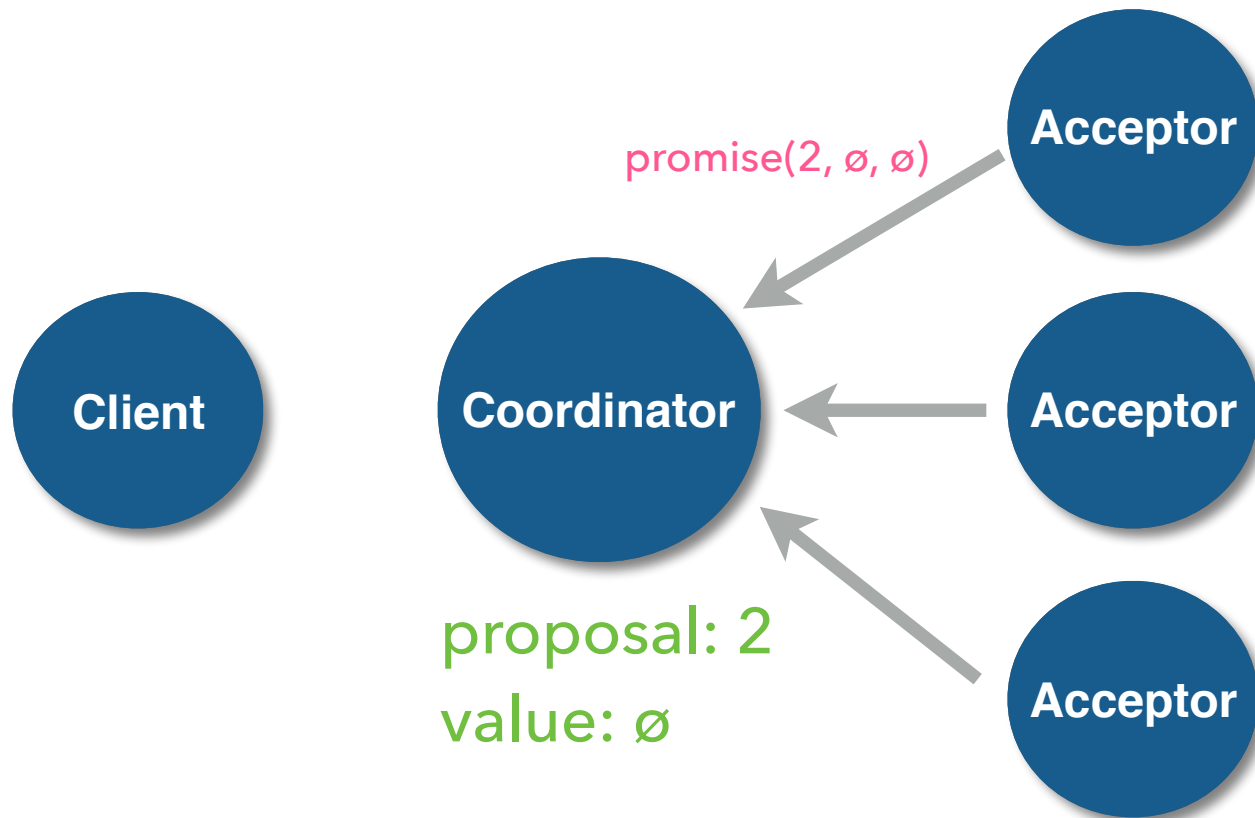 Acceptor
promise(2, ø, ø)
Client
Coordinator
Acceptor
proposal: 2
value: ø
Acceptor